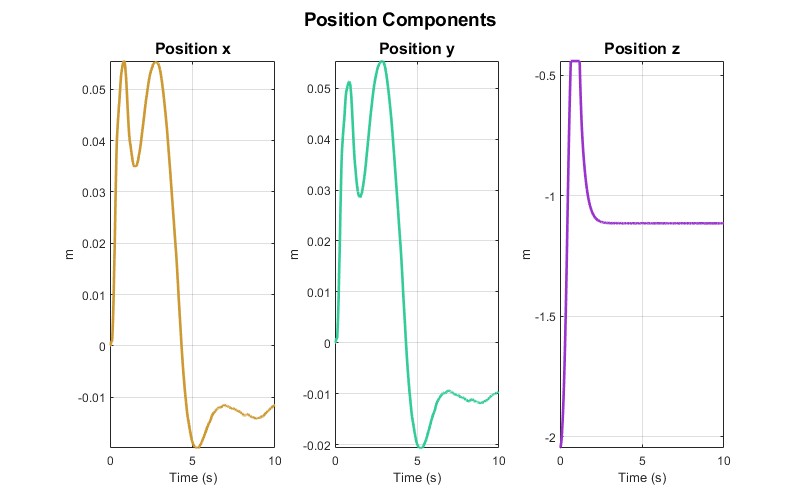 Position Components
Position x
0.05
0.04
0.03
0.02
0.01
0
-0.01
m
0 5 10
Time (s)
Position y
0.05
0.04
0.03
0.02
0.01
0
-0.01
-0.02
m
0 5 10
Time (s)
Position z
-0.5
-1
-1.5
-2
m
0 5 10
Time (s)